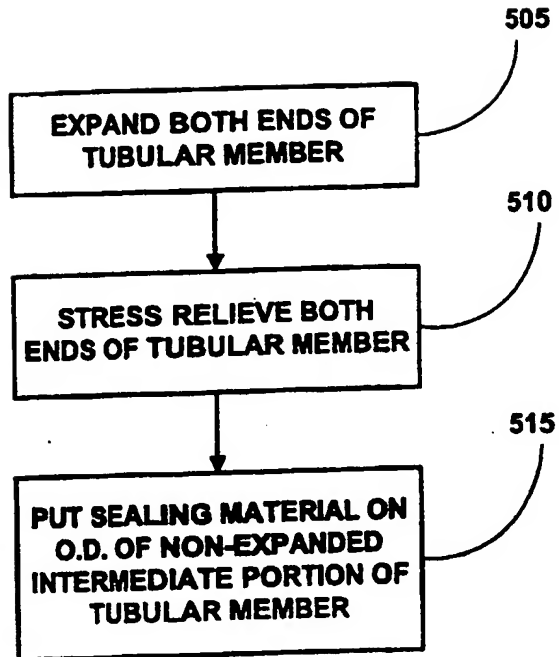 505
EXPAND BOTH ENDS OF
TUBULAR MEMBER
510
STRESS RELIEVE BOTH
ENDS OF TUBULAR MEMBER
515
PUT SEALING MATERIAL ON
O.D. OF NON-EXPANDED
INTERMEDIATE PORTION OF
TUBULAR MEMBER